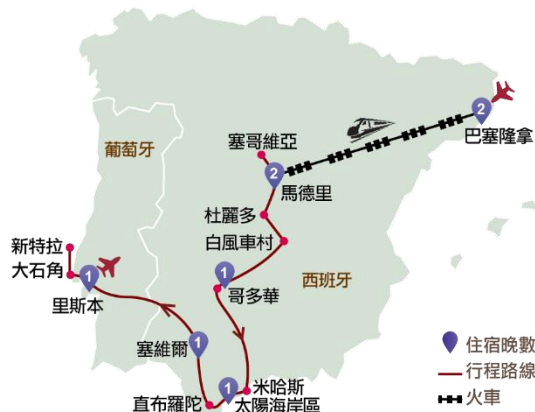 2
巴塞隆拿
塞哥維亞
葡萄牙
2
馬德里
杜麗多
白風車村
新特拉
大石角
1
里斯本
1
哥多華
西班牙
塞維爾
1
1
米哈斯
直布羅陀
太陽海岸區
住宿晚數
行程路線
火車